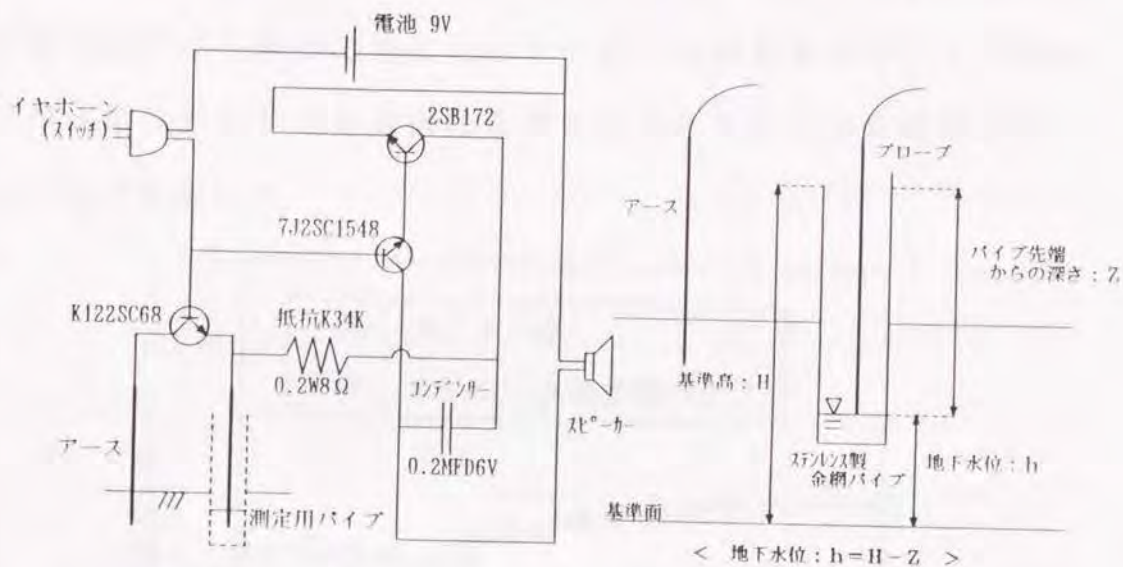 電池 9V
イヤホーン
(スイッチ)
2SB172
7J2SC1548
K122SC68
抵抗K34K
0.2W8Ω
コンデンサー
0.2MFD6V
アース
測定用パイプ
スピーカー
プローブ
アース
パイプ先端
からの深さ:Z
基準高:H
ステンレンス製
金網パイプ
地下水位:h
基準面
< 地下水位:h=H-Z >